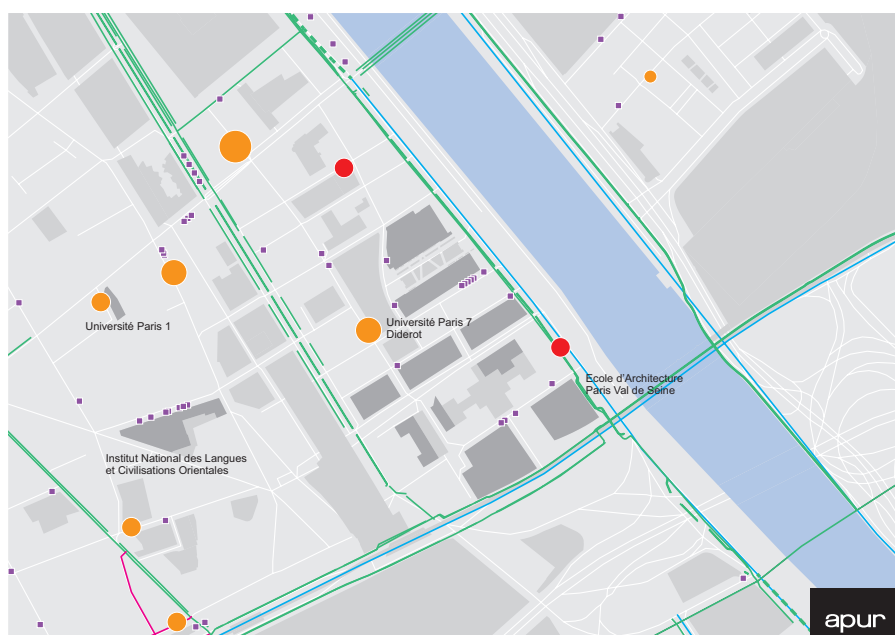 Université Paris 1
Université Paris 7
Diderot
Ecole d'Architecture
Paris Val de Seine
Institut National des Langues
et Civilisations Orientales
apur